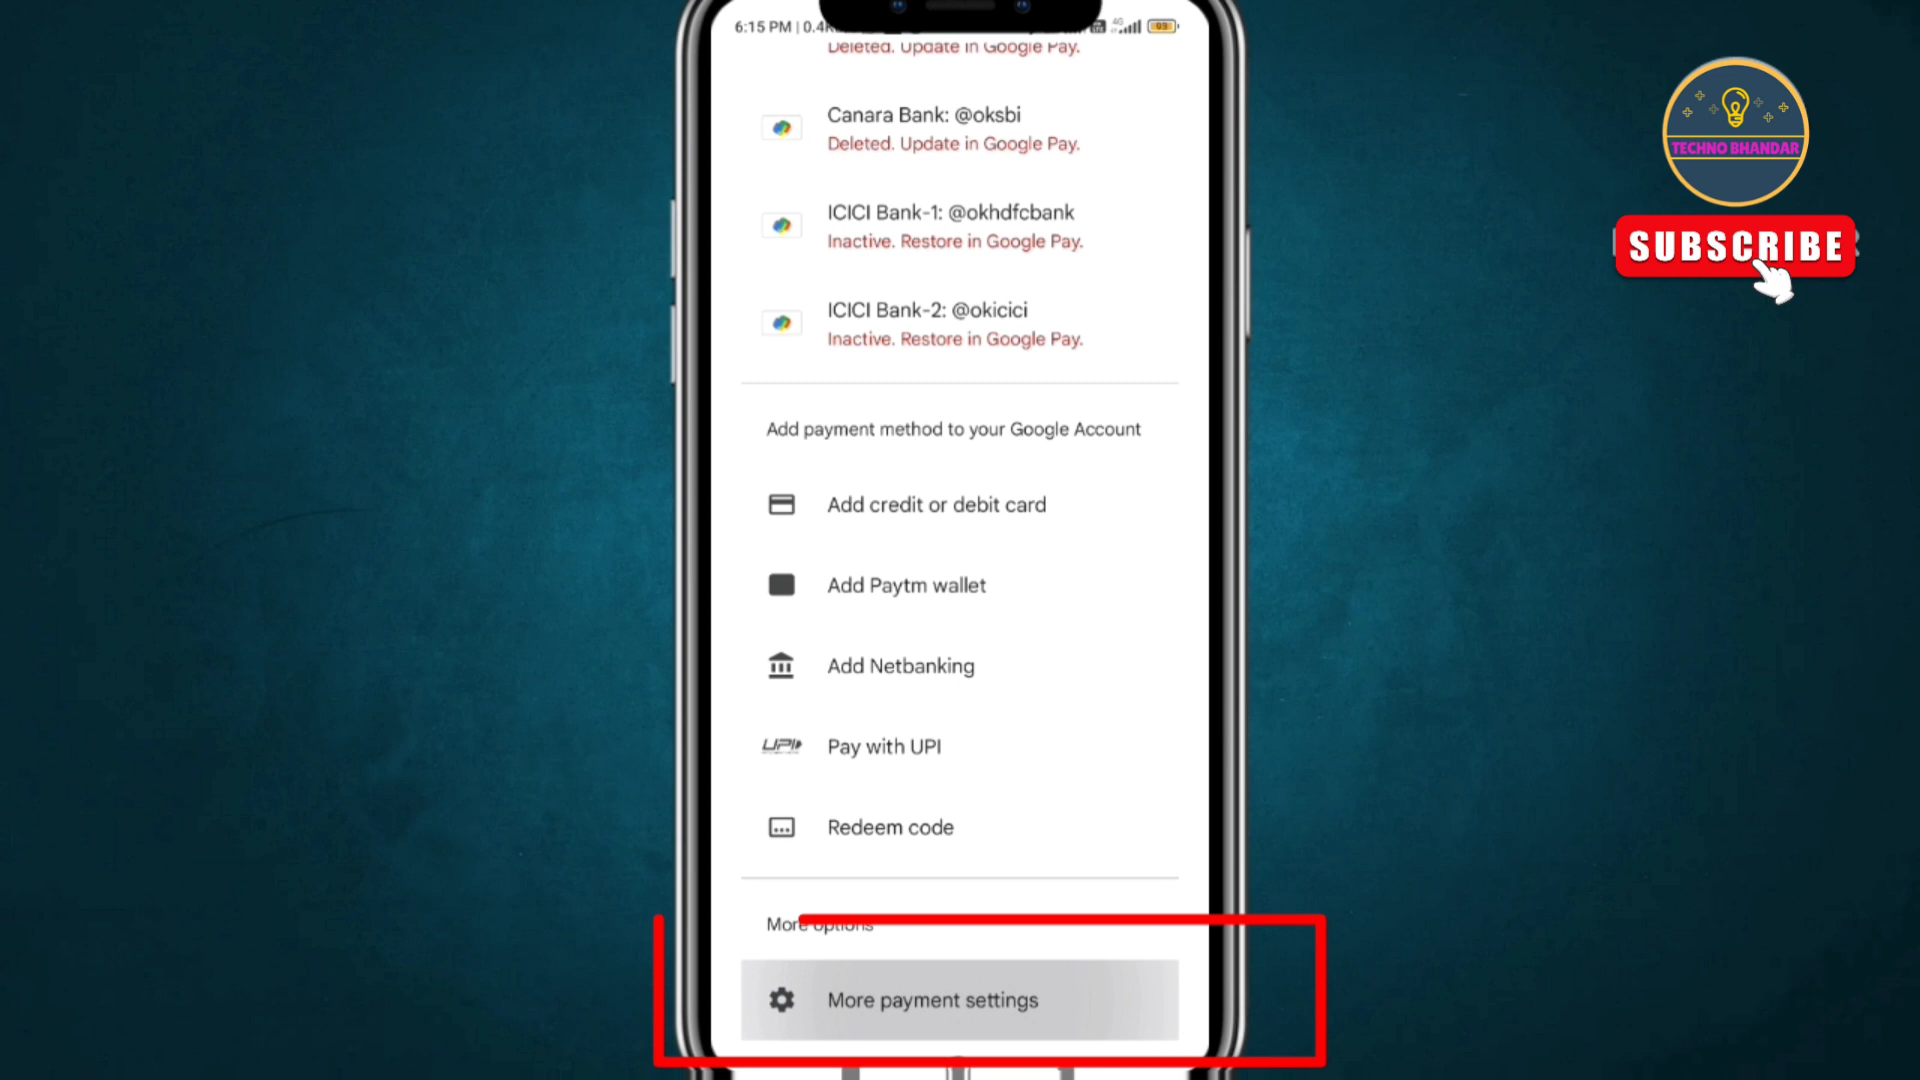 6:15 PM | 0.4K
4G
Deleted. Update in Google Pay.
Canara Bank: @oksbi
Deleted. Update in Google Pay.
ICICI Bank-1: @okhdfcbank
Inactive. Restore in Google Pay.
ICICI Bank-2: @okicici
Inactive. Restore in Google Pay.
Add payment method to your Google Account
Add credit or debit card
Add Paytm wallet
Add Netbanking
UPI Pay with UPI
Redeem code
More options
More payment settings
TECHNO BHANDAR
SUBSCRIBE